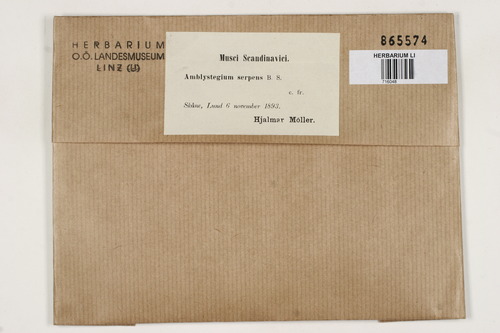 HERBARIUM
O.Ö. LANDESMUSEUM
LINZ (LI)
Musci Scandinavici.
Amblystegium serpens B. S.
c. fr.
Skåne, Lund 6 november 1893.
Hjalmar Möller.
865574
HERBARIUM LI